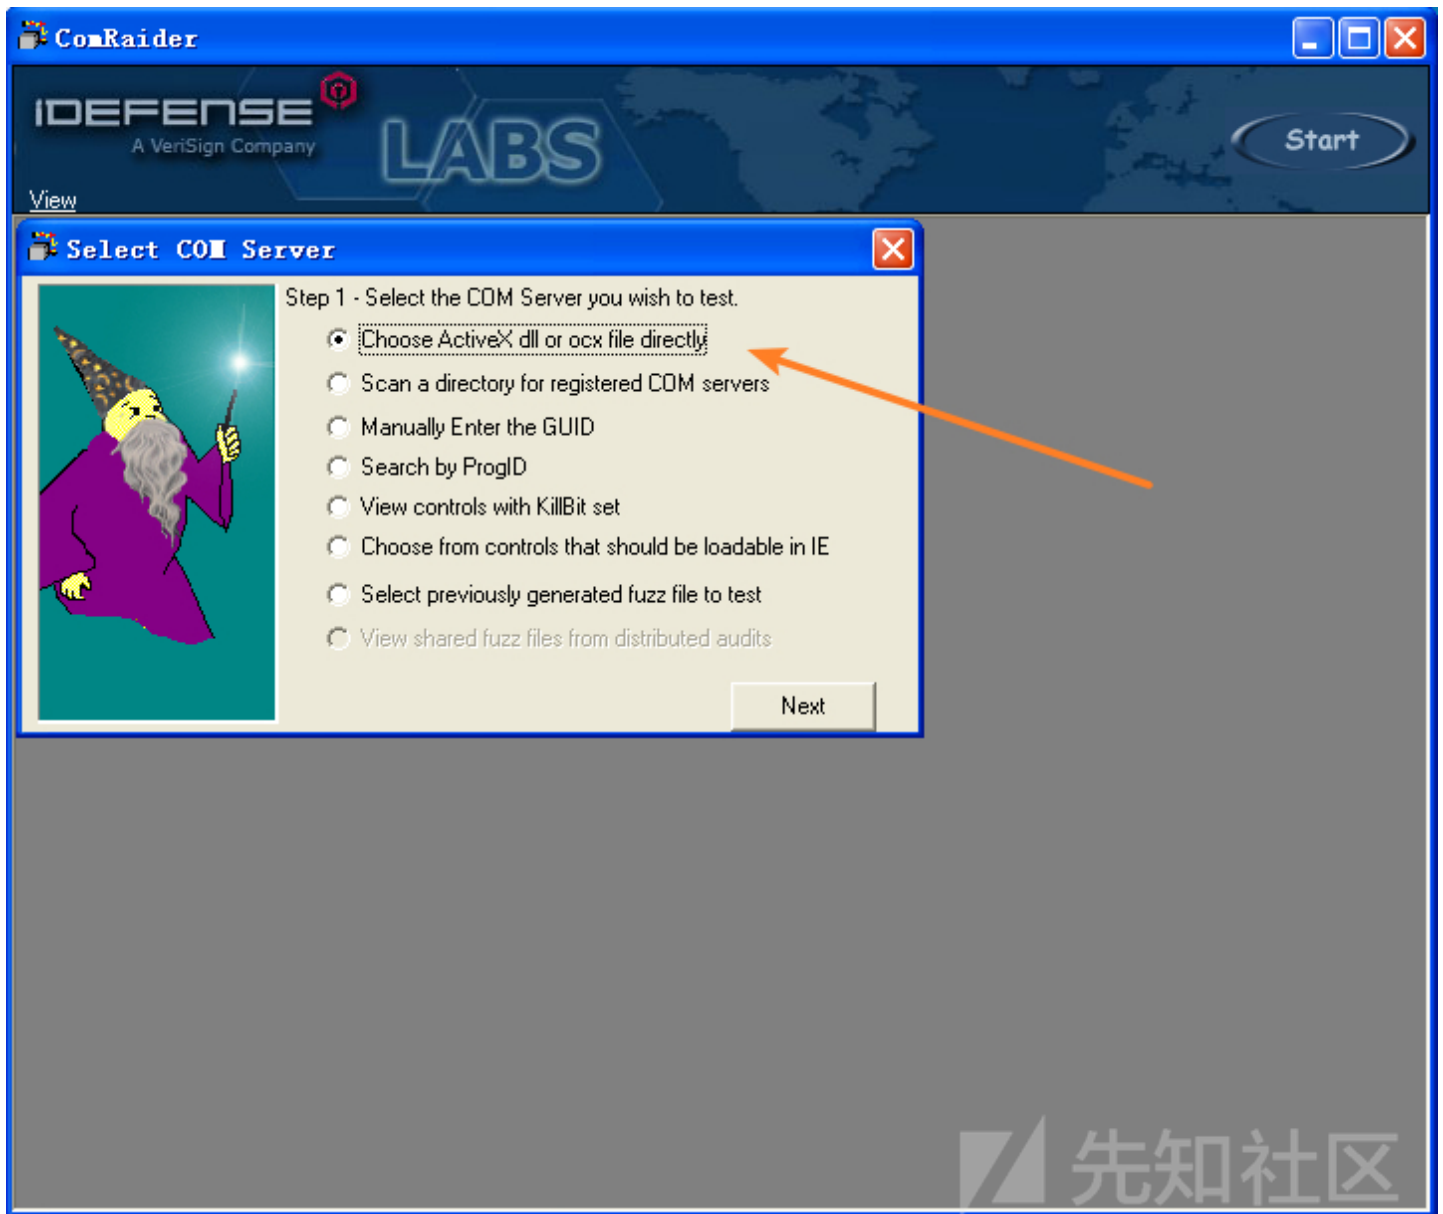 ComRaider
IDEFENSE
A VeriSign Company
LABS
Start
View
Select COM Server
Step 1 - Select the COM Server you wish to test.
Choose ActiveX dll or ocx file directly
Scan a directory for registered COM servers
Manually Enter the GUID
Search by ProgID
View controls with KillBit set
Choose from controls that should be loadable in IE
Select previously generated fuzz file to test
View shared fuzz files from distributed audits
Next
先知社区